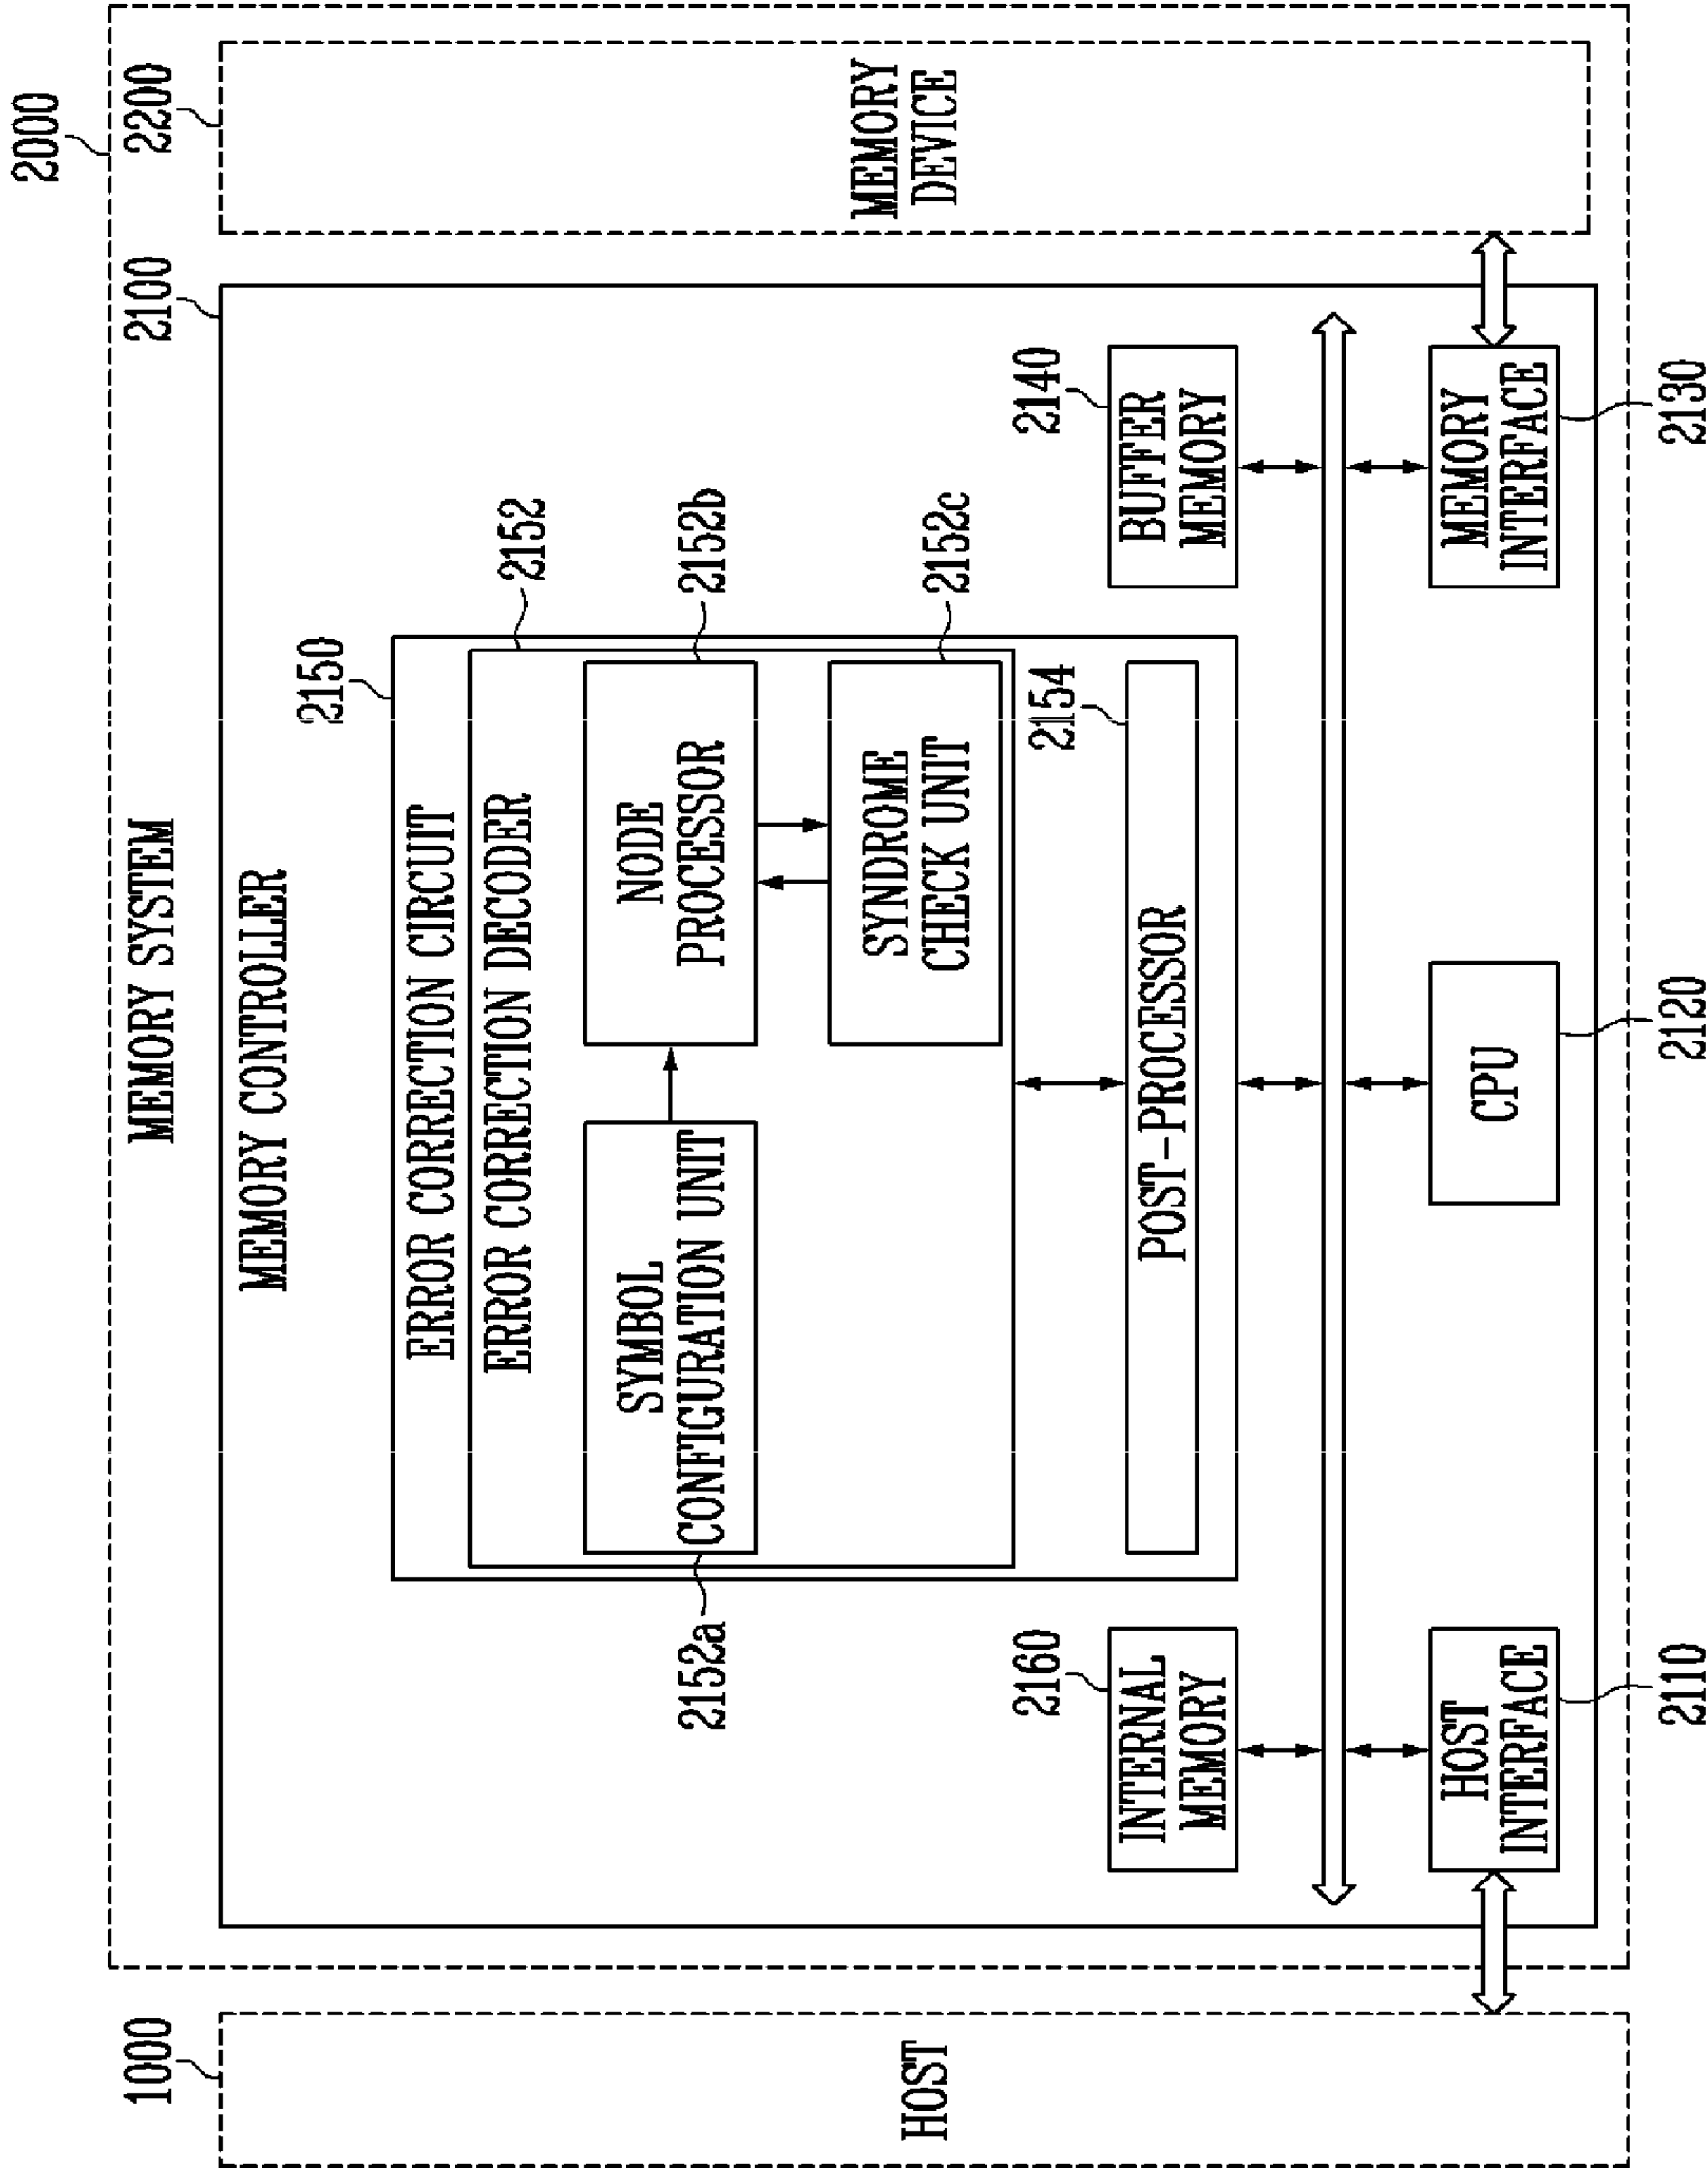 2000
MEMORY SYSTEM
1000
2100
2200
HOST
MEMORY CONTROLLER
MEMORY
DEVICE
2150
ERROR CORRECTION CIRCUIT
2152
ERROR CORRECTION DECODER
2152a
SYMBOL
CONFIGURATION UNIT
NODE
PROCESSOR
2152b
SYNDROME
CHECK UNIT
2152c
2160
INTERNAL
MEMORY
2154
POST-PROCESSOR
2140
BUFFER
MEMORY
HOST
INTERFACE
CPU
MEMORY
INTERFACE
2110
2120
2130